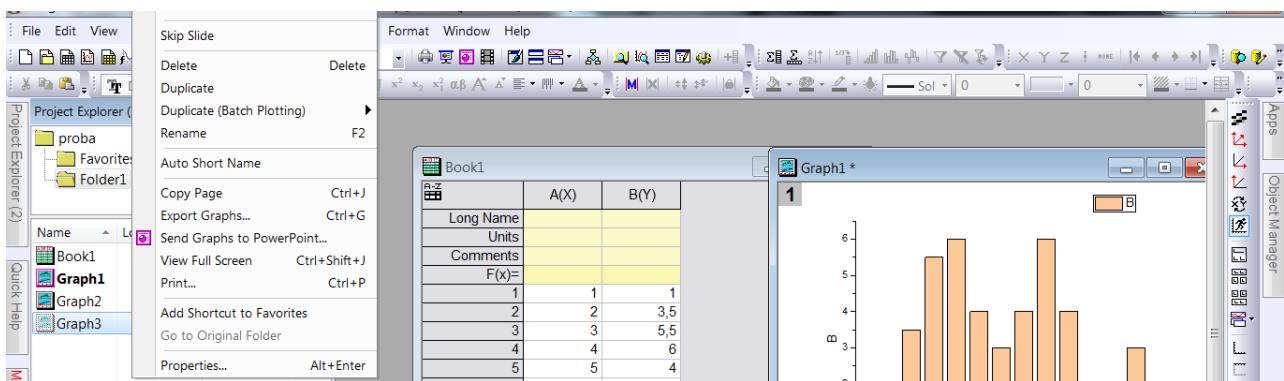 File Edit View
Format Window Help
Skip Slide
Delete Delete
Duplicate
Duplicate (Batch Plotting)
Rename F2
Auto Short Name
Copy Page Ctrl+J
Export Graphs... Ctrl+G
Send Graphs to PowerPoint...
View Full Screen Ctrl+Shift+J
Print... Ctrl+P
Add Shortcut to Favorites
Go to Original Folder
Properties... Alt+Enter
X Y Z
x² x₂ αβ A A
Sol 0 0
Project Explorer (2)
Quick Help
Project Explorer (
proba
Favorites
Folder1
Name
Book1
Graph1
Graph2
Graph3
Book1
A(X) B(Y)
Long Name
Units
Comments
F(x)=
1 1 1
2 2 3,5
3 3 5,5
4 4 6
5 5 4
Graph1 *
1
B
6
5
4
3
B
Apps
Object Manager